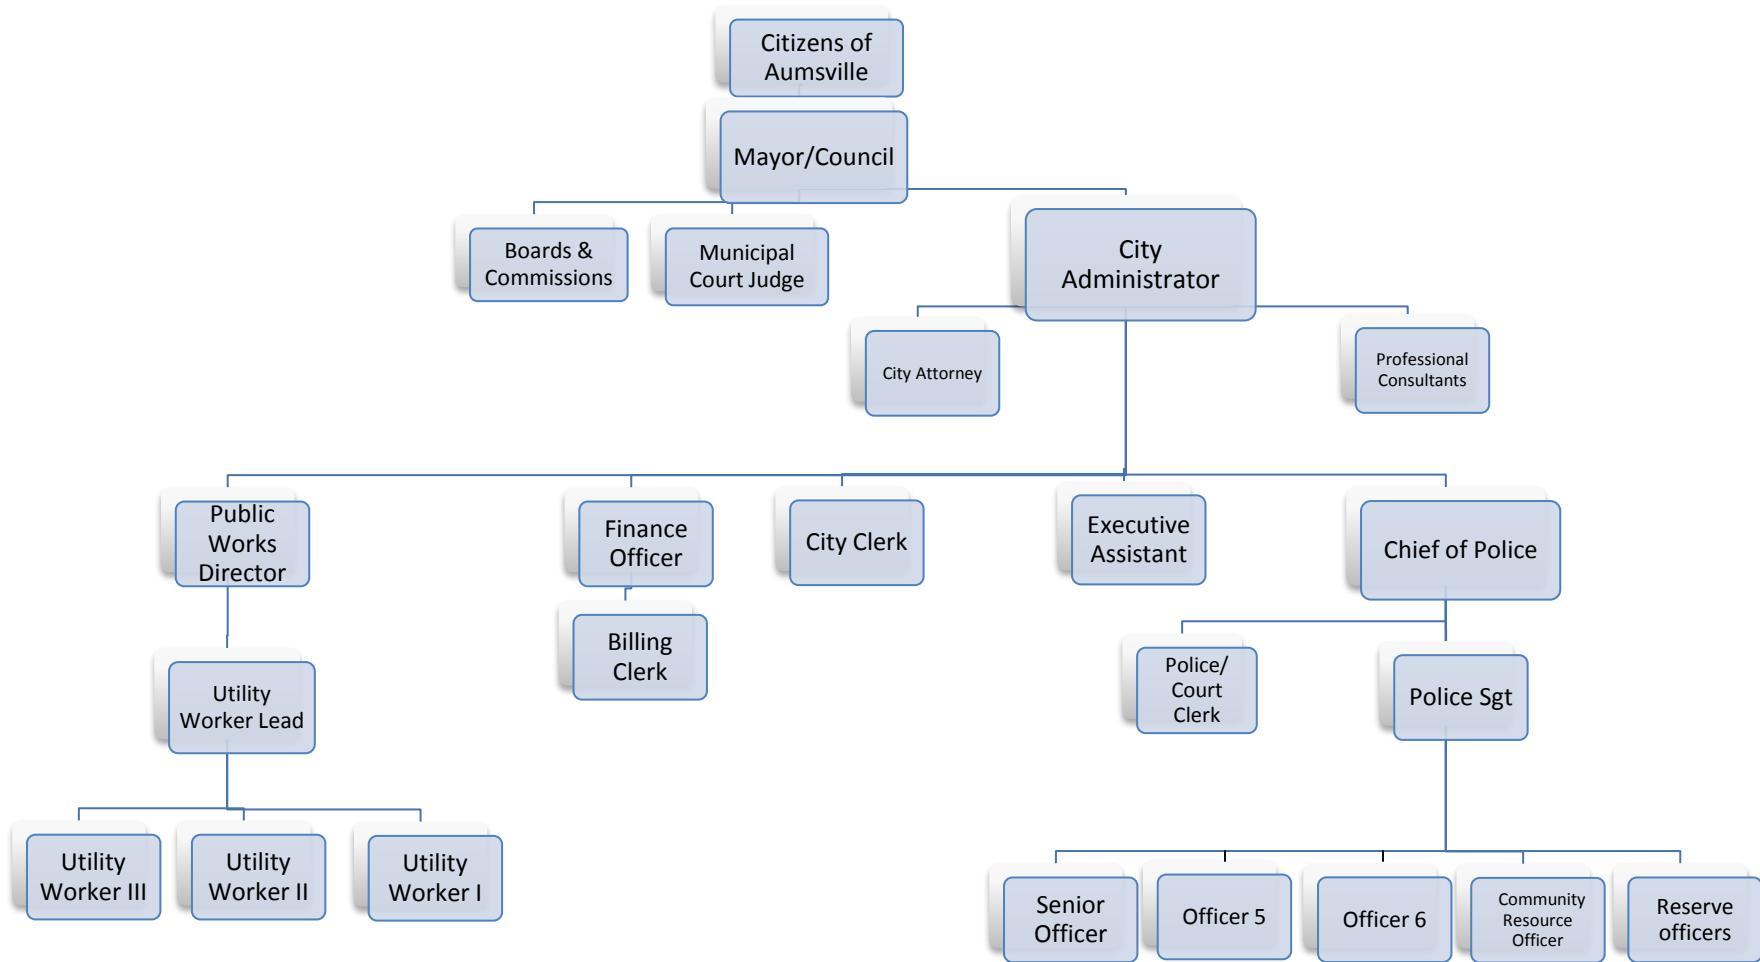 Citizens of
Aumsville
Mayor/Council
Boards &
Commissions
Municipal
Court Judge
City
Administrator
City Attorney
Professional
Consultants
Public
Works
Director
Finance
Officer
City Clerk
Executive
Assistant
Chief of Police
Billing
Clerk
Utility
Worker Lead
Police/
Court
Clerk
Police Sgt
Utility
Worker III
Utility
Worker II
Utility
Worker I
Senior
Officer
Officer 5
Officer 6
Community
Resource
Officer
Reserve
officers